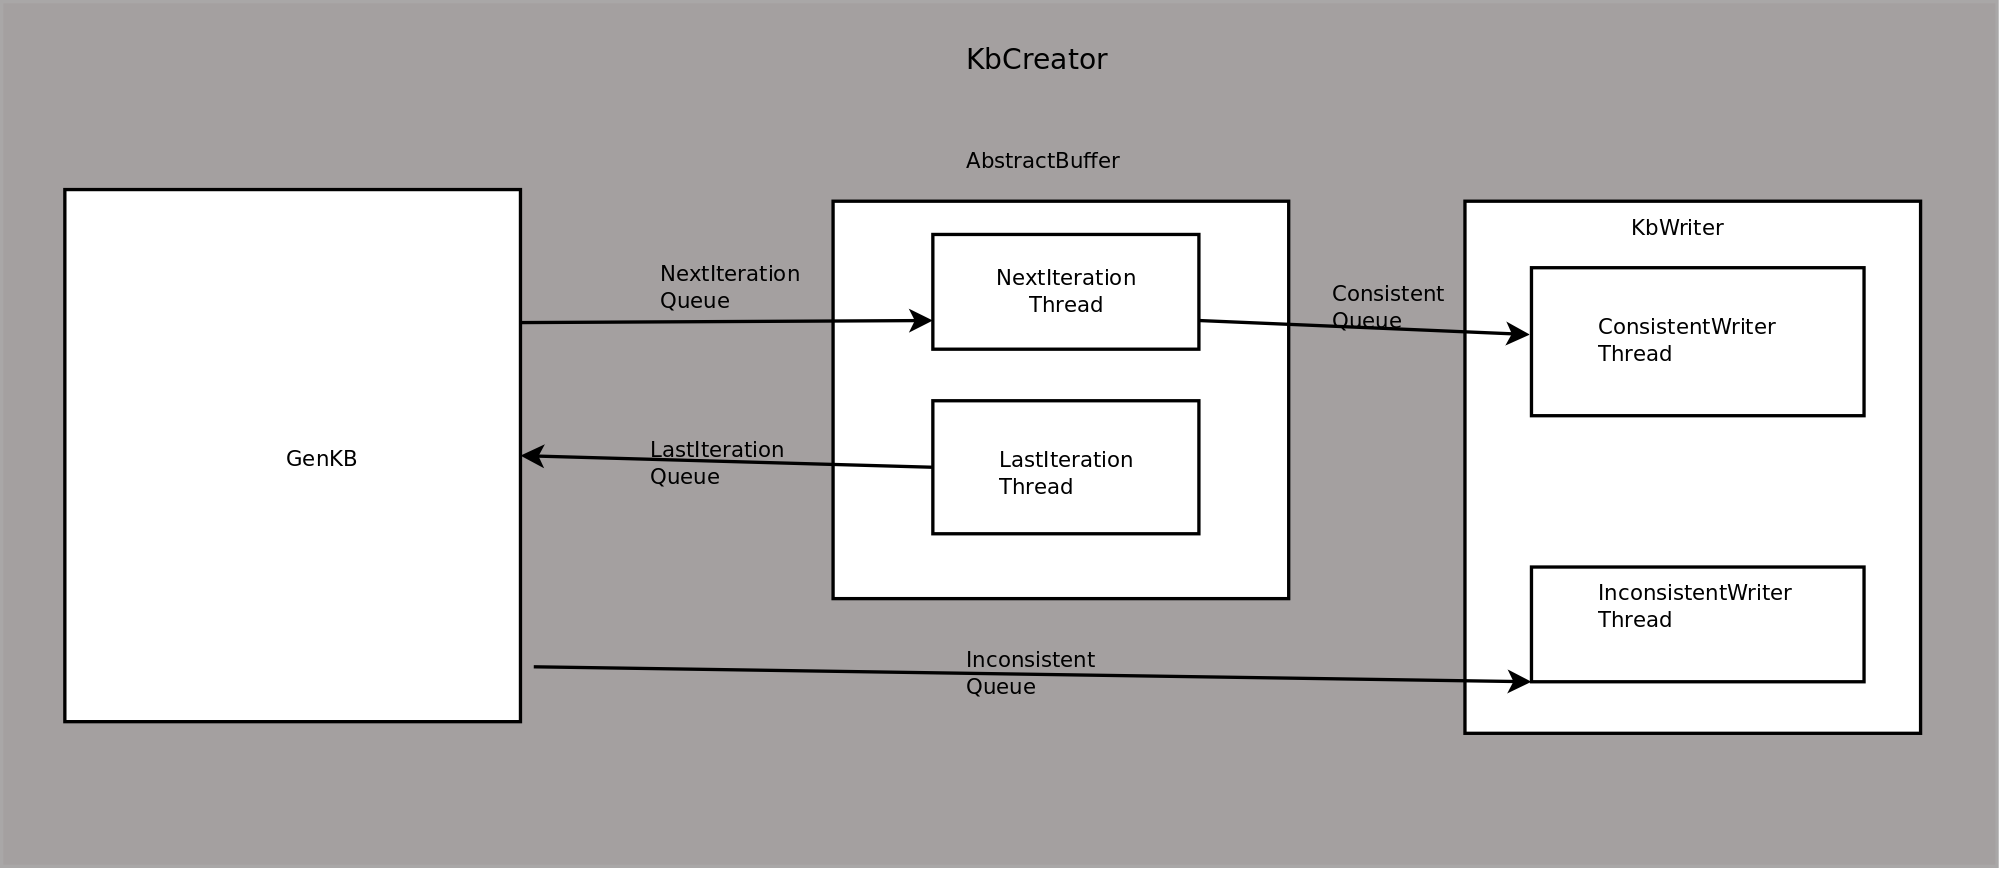 KbCreator
AbstractBuffer
KbWriter
NextIteration
Queue
NextIteration
Thread
Consistent
Queue
ConsistentWriter
Thread
GenKB
LastIteration
Queue
LastIteration
Thread
InconsistentWriter
Thread
Inconsistent
Queue